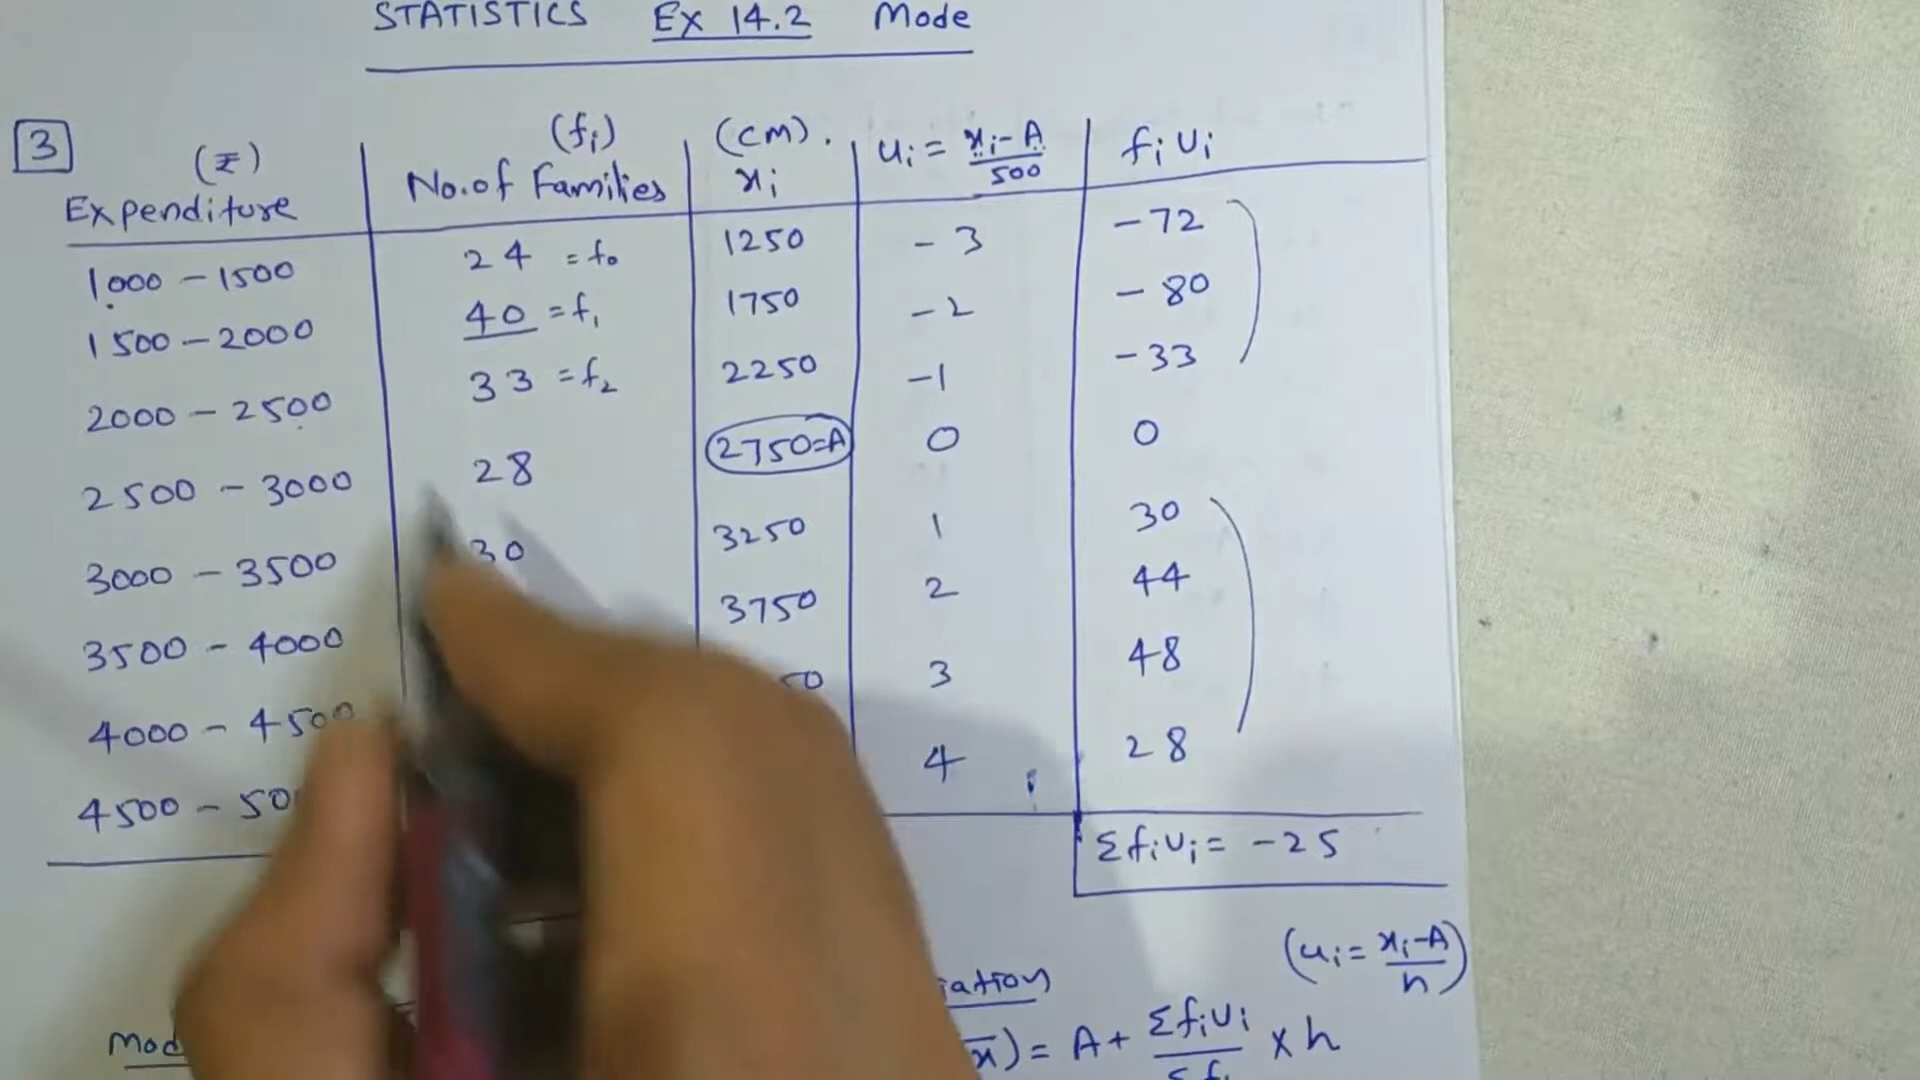 STATISTICS Ex 14.2 Mode
3
(₹) (fi) (cm).
Expenditure No. of Families xi ui = xi-A/500 fiui
1000 - 1500 24 = f₀ 1250 -3 -72
1500 - 2000 40 = f₁ 1750 -2 -80
2000 - 2500 33 = f₂ 2250 -1 -33
2500 - 3000 28 2750=A 0 0
3000 - 3500 30 3250 1 30
3500 - 4000 3750 2 44
4000 - 4500 3 48
4500 - 4 28
Σfiui = -25
(ui = xi-A/h)
= A + Σfiui/Σfi × h